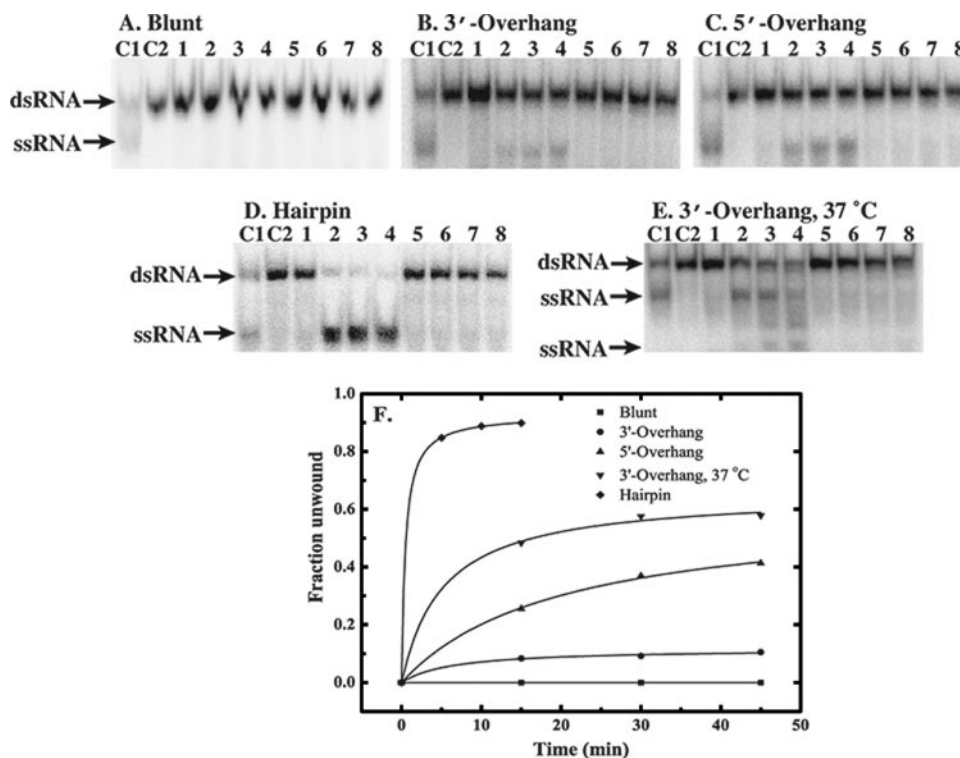 A. Blunt
C1 C2 1 2 3 4 5 6 7 8
dsRNA
ssRNA
B. 3′-Overhang
C1 C2 1 2 3 4 5 6 7 8
C. 5′-Overhang
C1 C2 1 2 3 4 5 6 7 8
D. Hairpin
C1 C2 1 2 3 4 5 6 7 8
dsRNA
ssRNA
E. 3′-Overhang, 37 °C
C1 C2 1 2 3 4 5 6 7 8
dsRNA
ssRNA
ssRNA
F.
Blunt
3'-Overhang
5'-Overhang
3'-Overhang, 37 °C
Hairpin
Fraction unwound
1.0
0.8
0.6
0.4
0.2
0.0
0 10 20 30 40 50
Time (min)